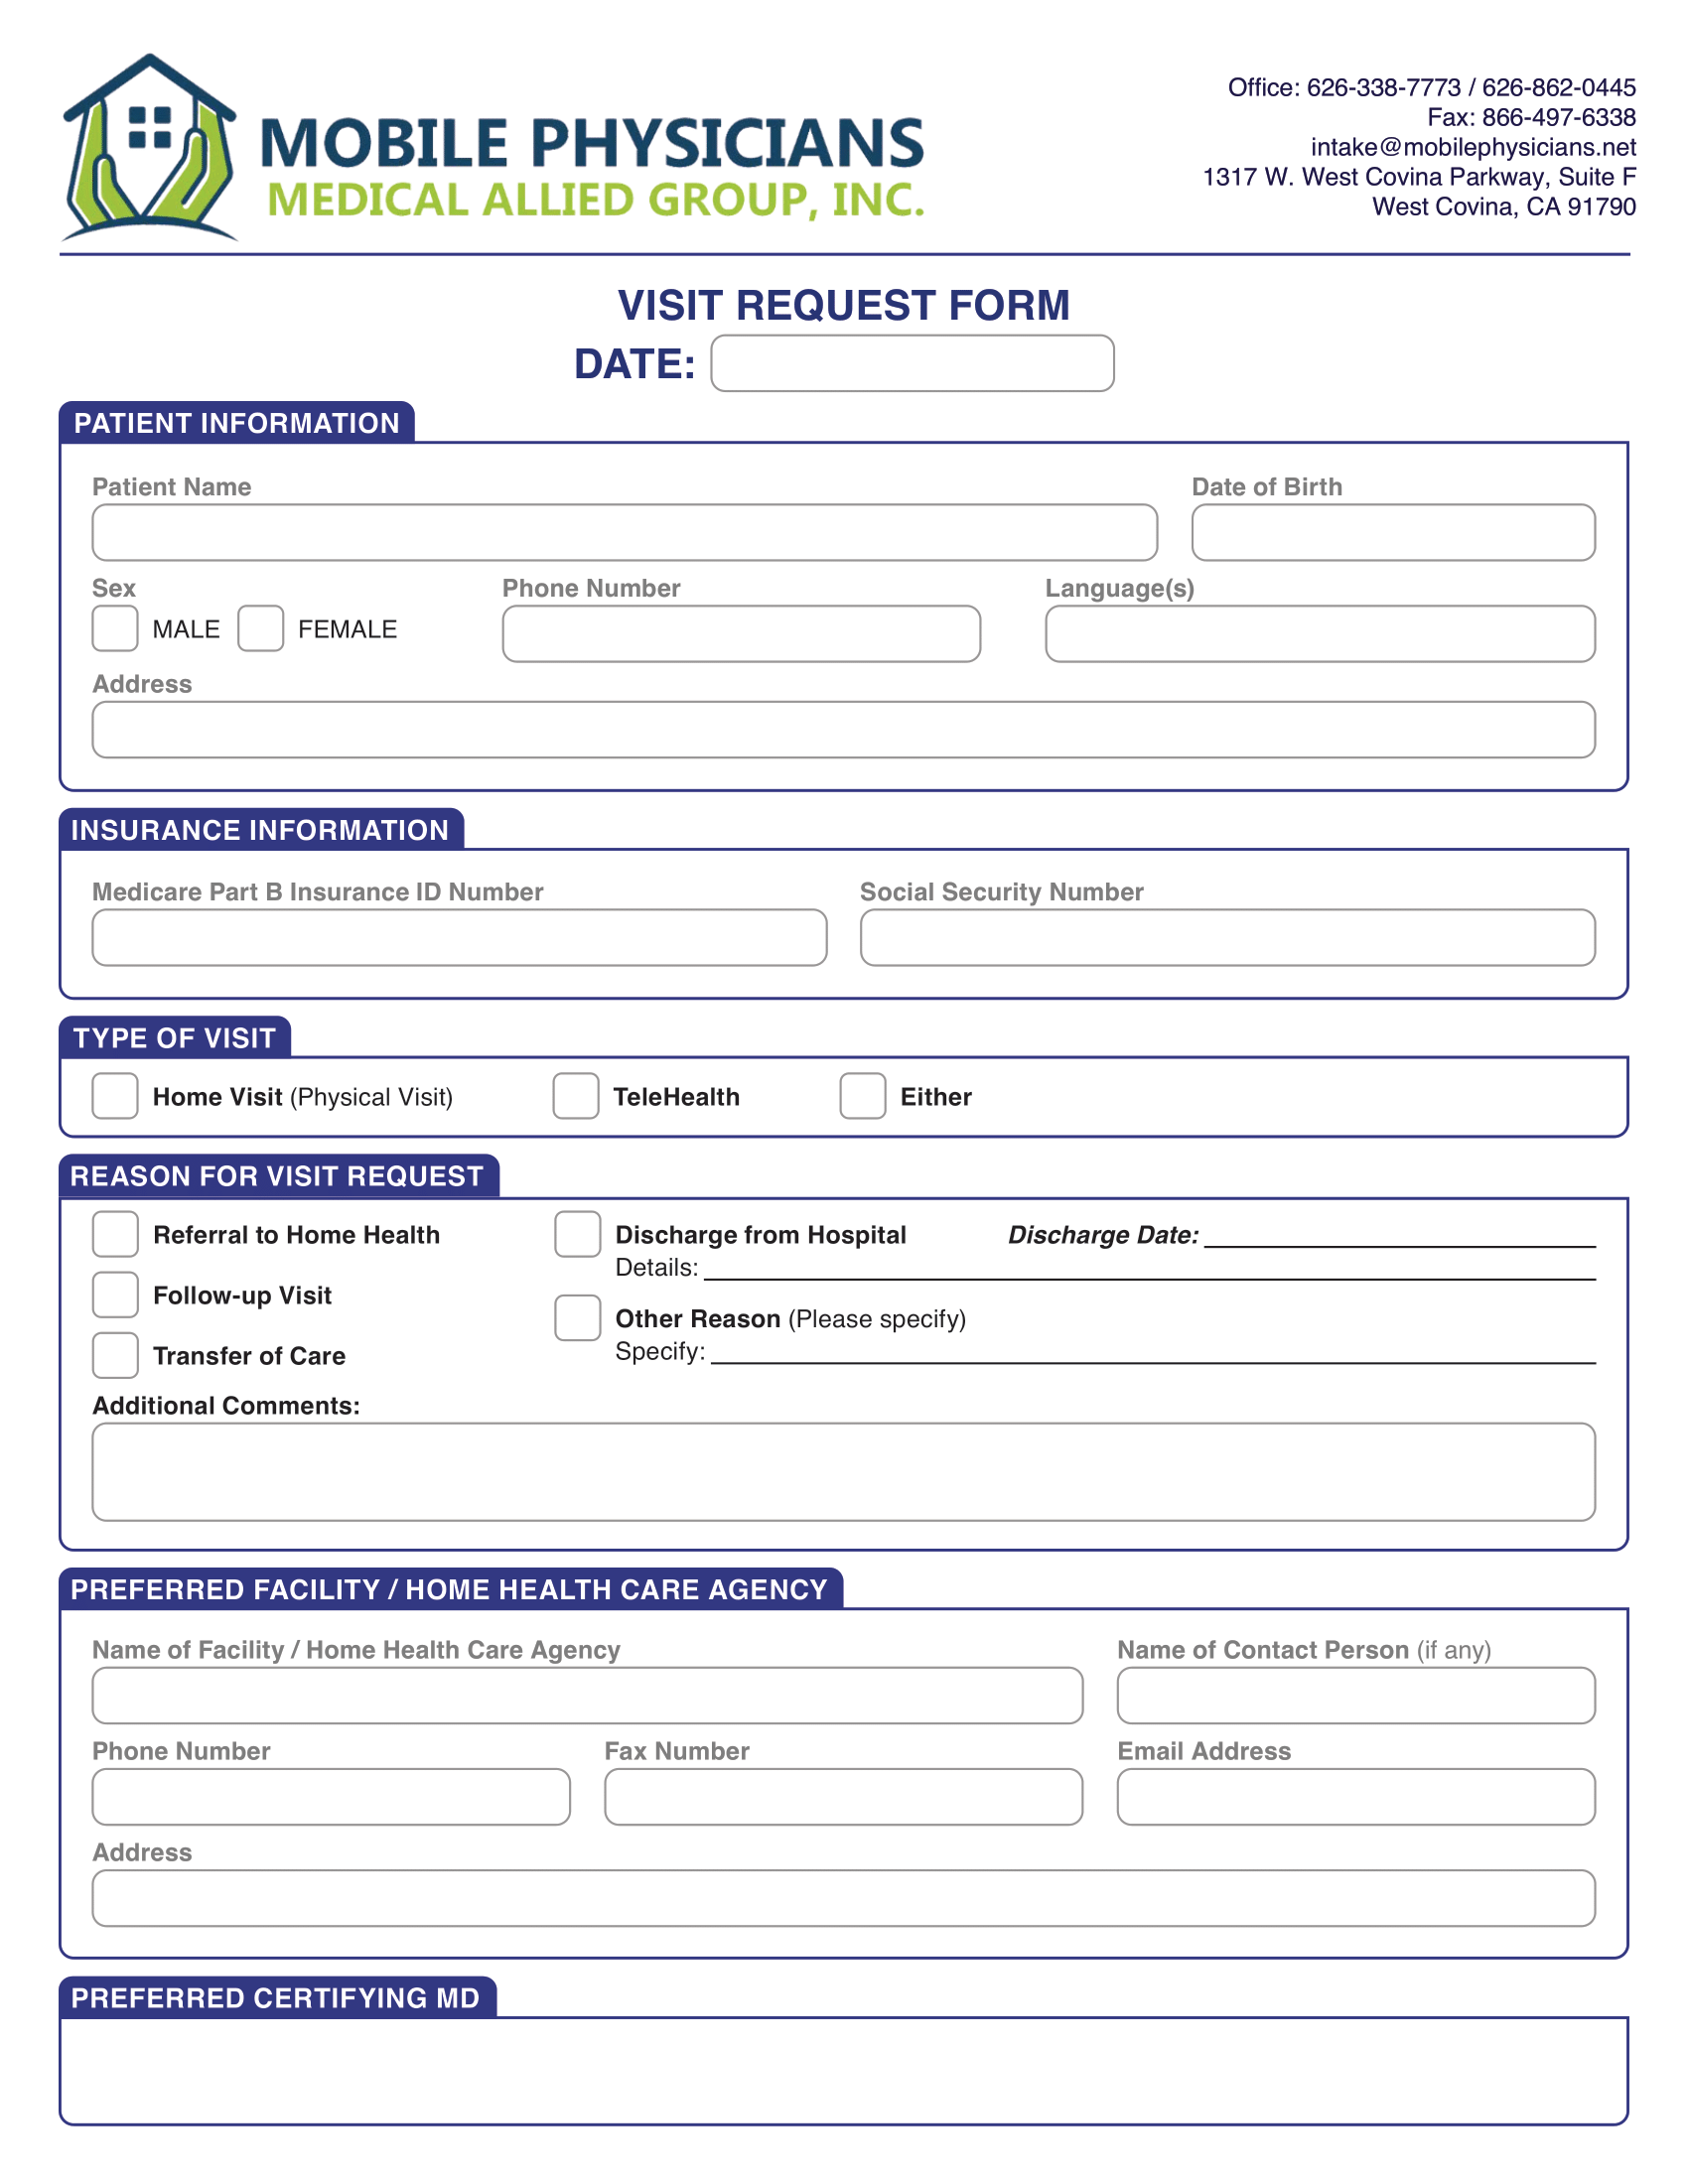 MOBILE PHYSICIANS
MEDICAL ALLIED GROUP, INC.
Office: 626-338-7773 / 626-862-0445
Fax: 866-497-6338
intake@mobilephysicians.net
1317 W. West Covina Parkway, Suite F
West Covina, CA 91790
VISIT REQUEST FORM
DATE:
PATIENT INFORMATION
Patient Name Date of Birth
Sex Phone Number Language(s)
MALE FEMALE
Address
INSURANCE INFORMATION
Medicare Part B Insurance ID Number Social Security Number
TYPE OF VISIT
Home Visit (Physical Visit) TeleHealth Either
REASON FOR VISIT REQUEST
Referral to Home Health
Follow-up Visit
Transfer of Care
Discharge from Hospital Discharge Date:
Details:
Other Reason (Please specify)
Specify:
Additional Comments:
PREFERRED FACILITY / HOME HEALTH CARE AGENCY
Name of Facility / Home Health Care Agency Name of Contact Person (if any)
Phone Number Fax Number Email Address
Address
PREFERRED CERTIFYING MD